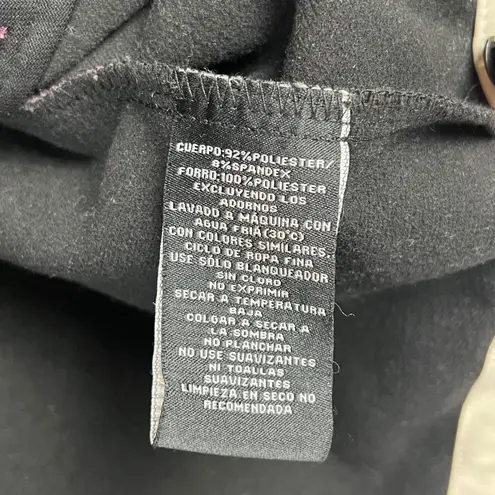 CUERPO:92%POLIESTER/
8%SPANDEX
FORRO:100%POLIESTER
EXCLUYENDO LOS
ADORNOS
LAVADO A MÁQUINA CON
AGUA FRIÁ(30°C)
CON COLORES SIMILARES,
CICLO DE ROPA FINA
USE SÓLO BLANQUEADOR
SIN CLORO
NO EXPRIMIR
SECAR A TEMPERATURA
BAJA
COLGAR A SECAR A
LA SOMBRA
NO PLANCHAR
NO USE SUAVIZANTES
NI TOALLAS
SUAVIZANTES
LIMPIEZA EN SECO NO
RECOMENDADA